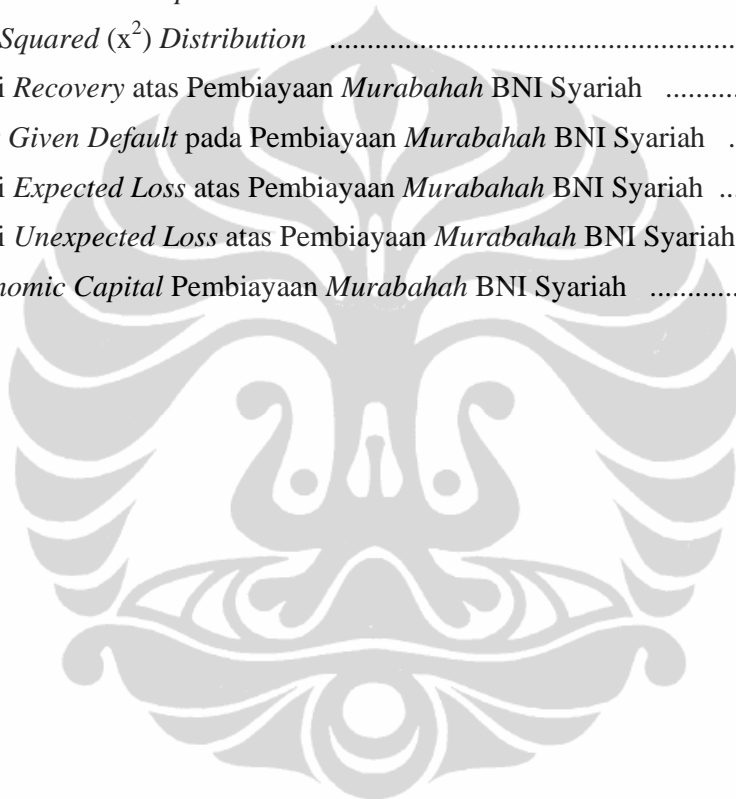 Squared (x²) Distribution ....................................................
i Recovery atas Pembiayaan Murabahah BNI Syariah ..........
Given Default pada Pembiayaan Murabahah BNI Syariah .
i Expected Loss atas Pembiayaan Murabahah BNI Syariah ...
i Unexpected Loss atas Pembiayaan Murabahah BNI Syariah
nomic Capital Pembiayaan Murabahah BNI Syariah ............